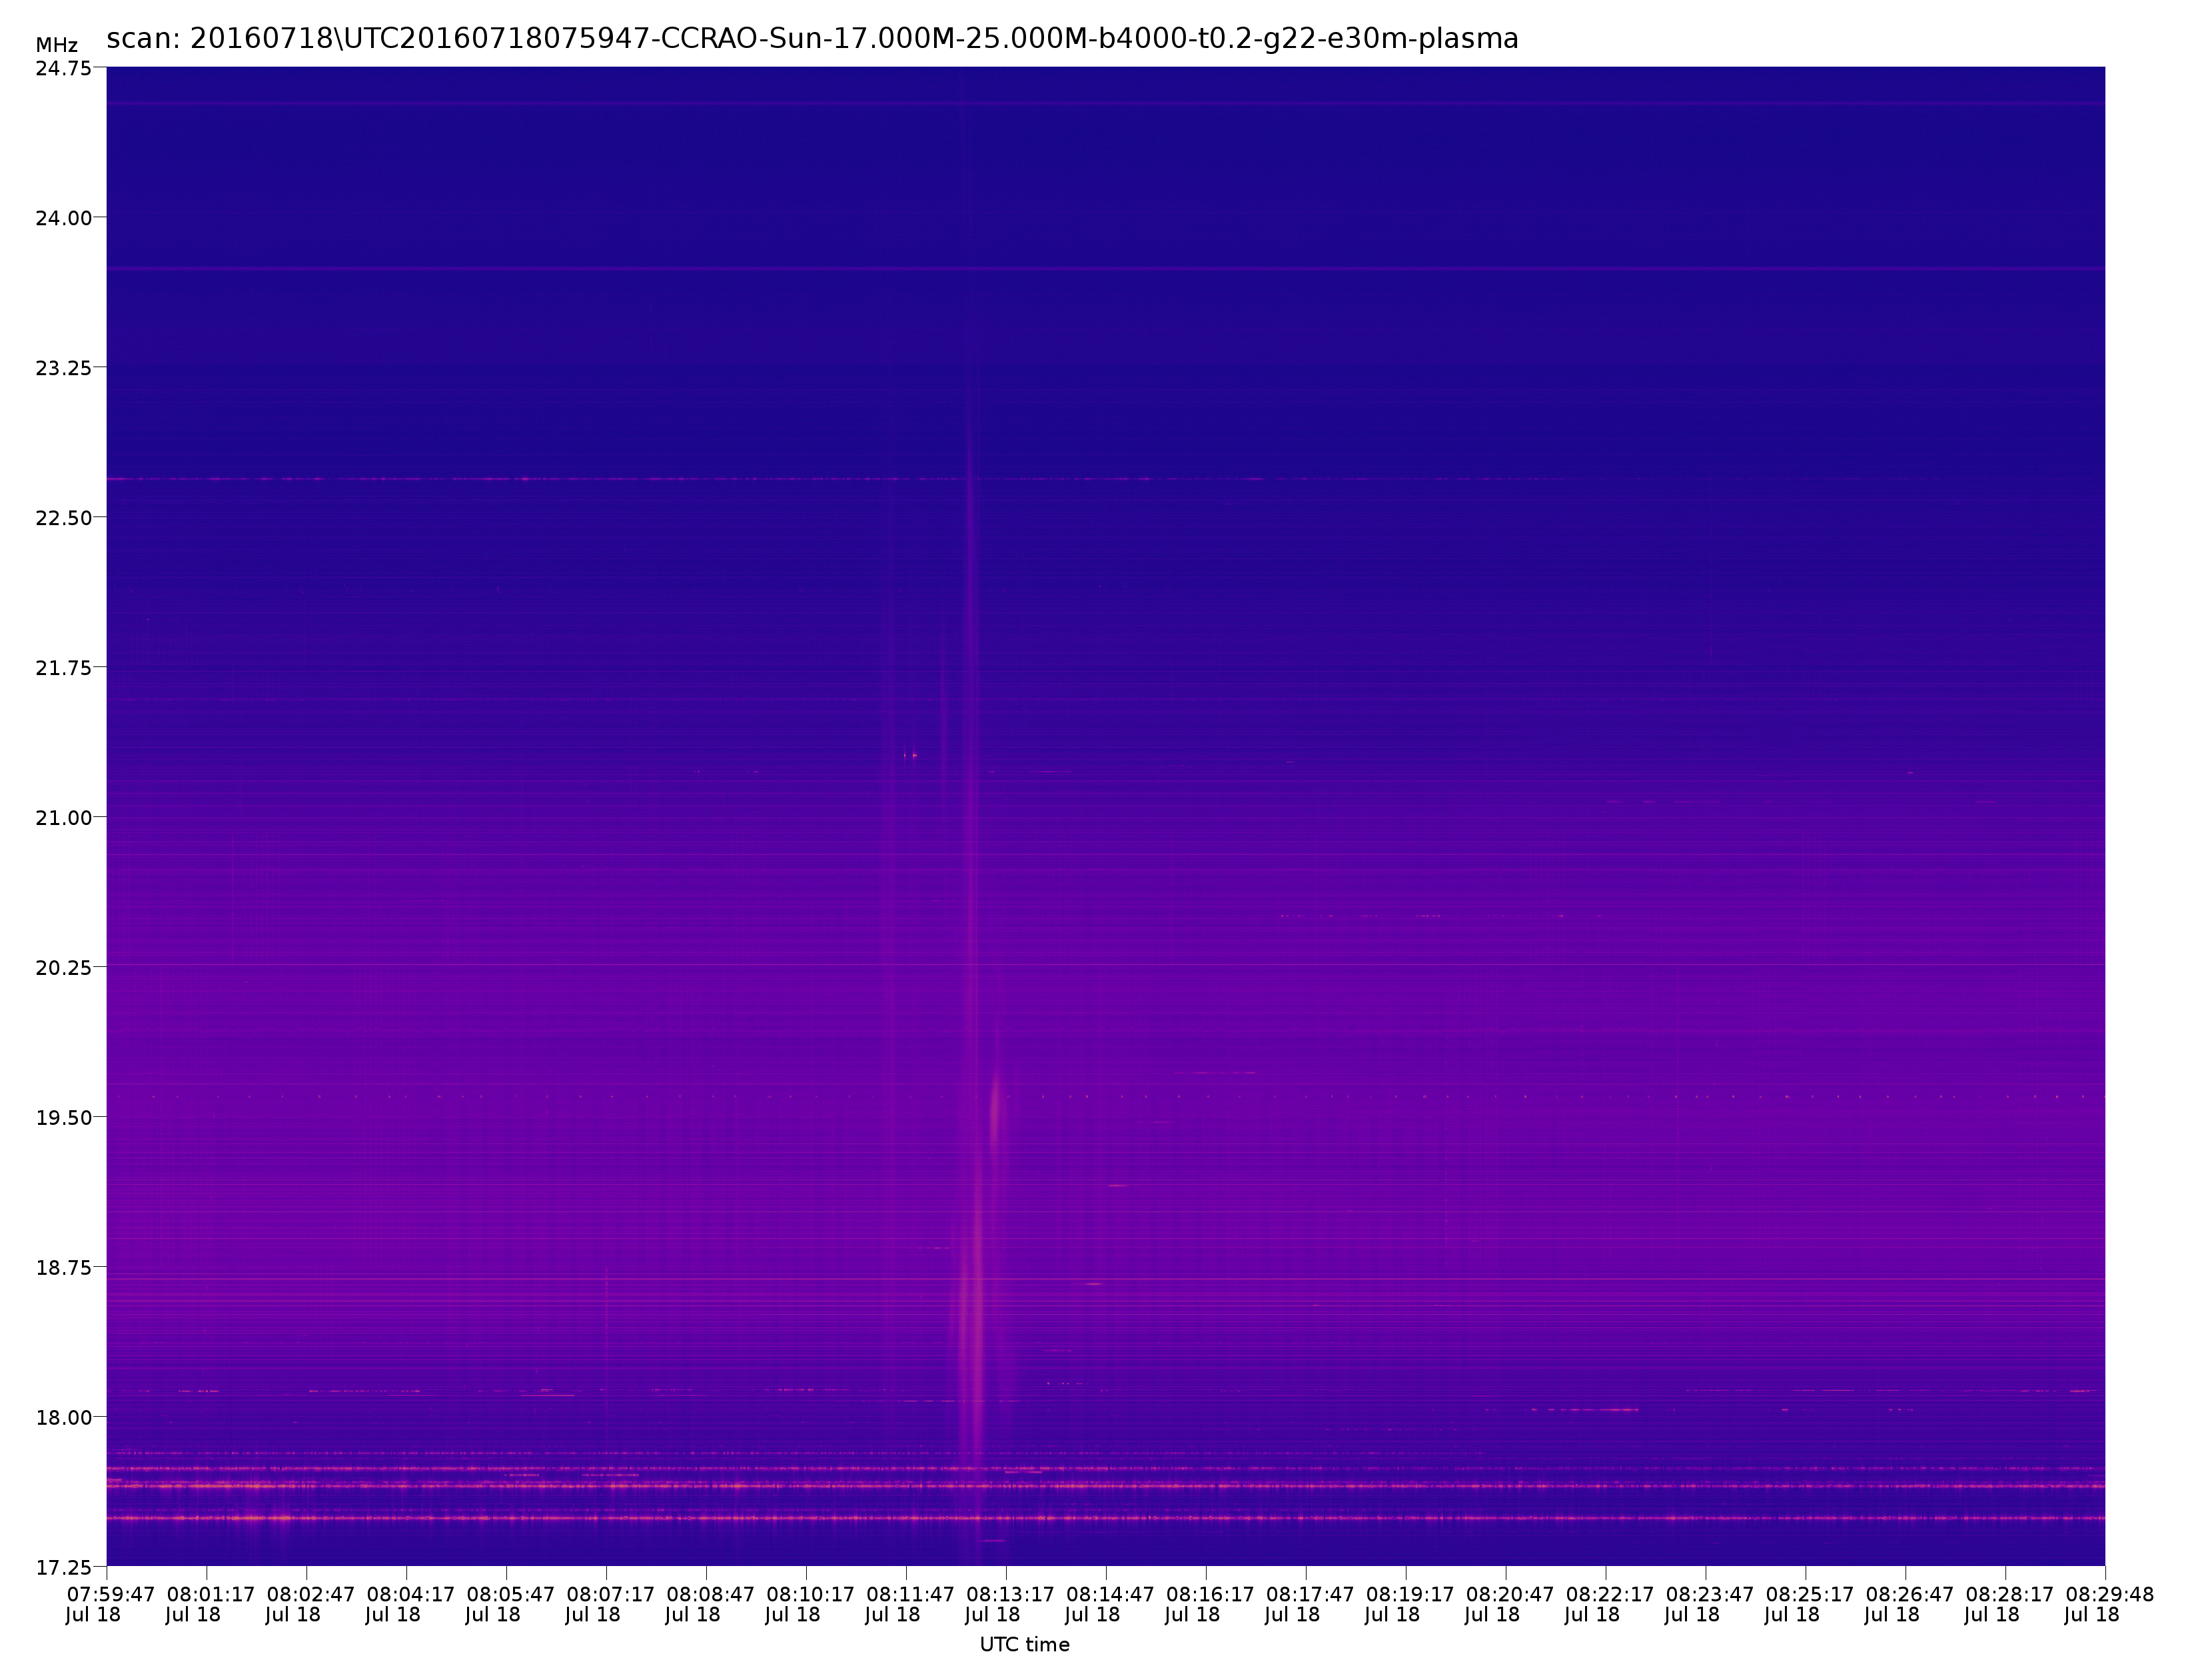 MHz scan: 20160718\UTC20160718075947-CCRAO-Sun-17.000M-25.000M-b4000-t0.2-g22-e30m-plasma
24.75
24.00
23.25
22.50
21.75
21.00
20.25
19.50
18.75
18.00
17.25
07:59:47 08:01:17 08:02:47 08:04:17 08:05:47 08:07:17 08:08:47 08:10:17 08:11:47 08:13:17 08:14:47 08:16:17 08:17:47 08:19:17 08:20:47 08:22:17 08:23:47 08:25:17 08:26:47 08:28:17 08:29:48
Jul 18 Jul 18 Jul 18 Jul 18 Jul 18 Jul 18 Jul 18 Jul 18 Jul 18 Jul 18 Jul 18 Jul 18 Jul 18 Jul 18 Jul 18 Jul 18 Jul 18 Jul 18 Jul 18 Jul 18 Jul 18
UTC time